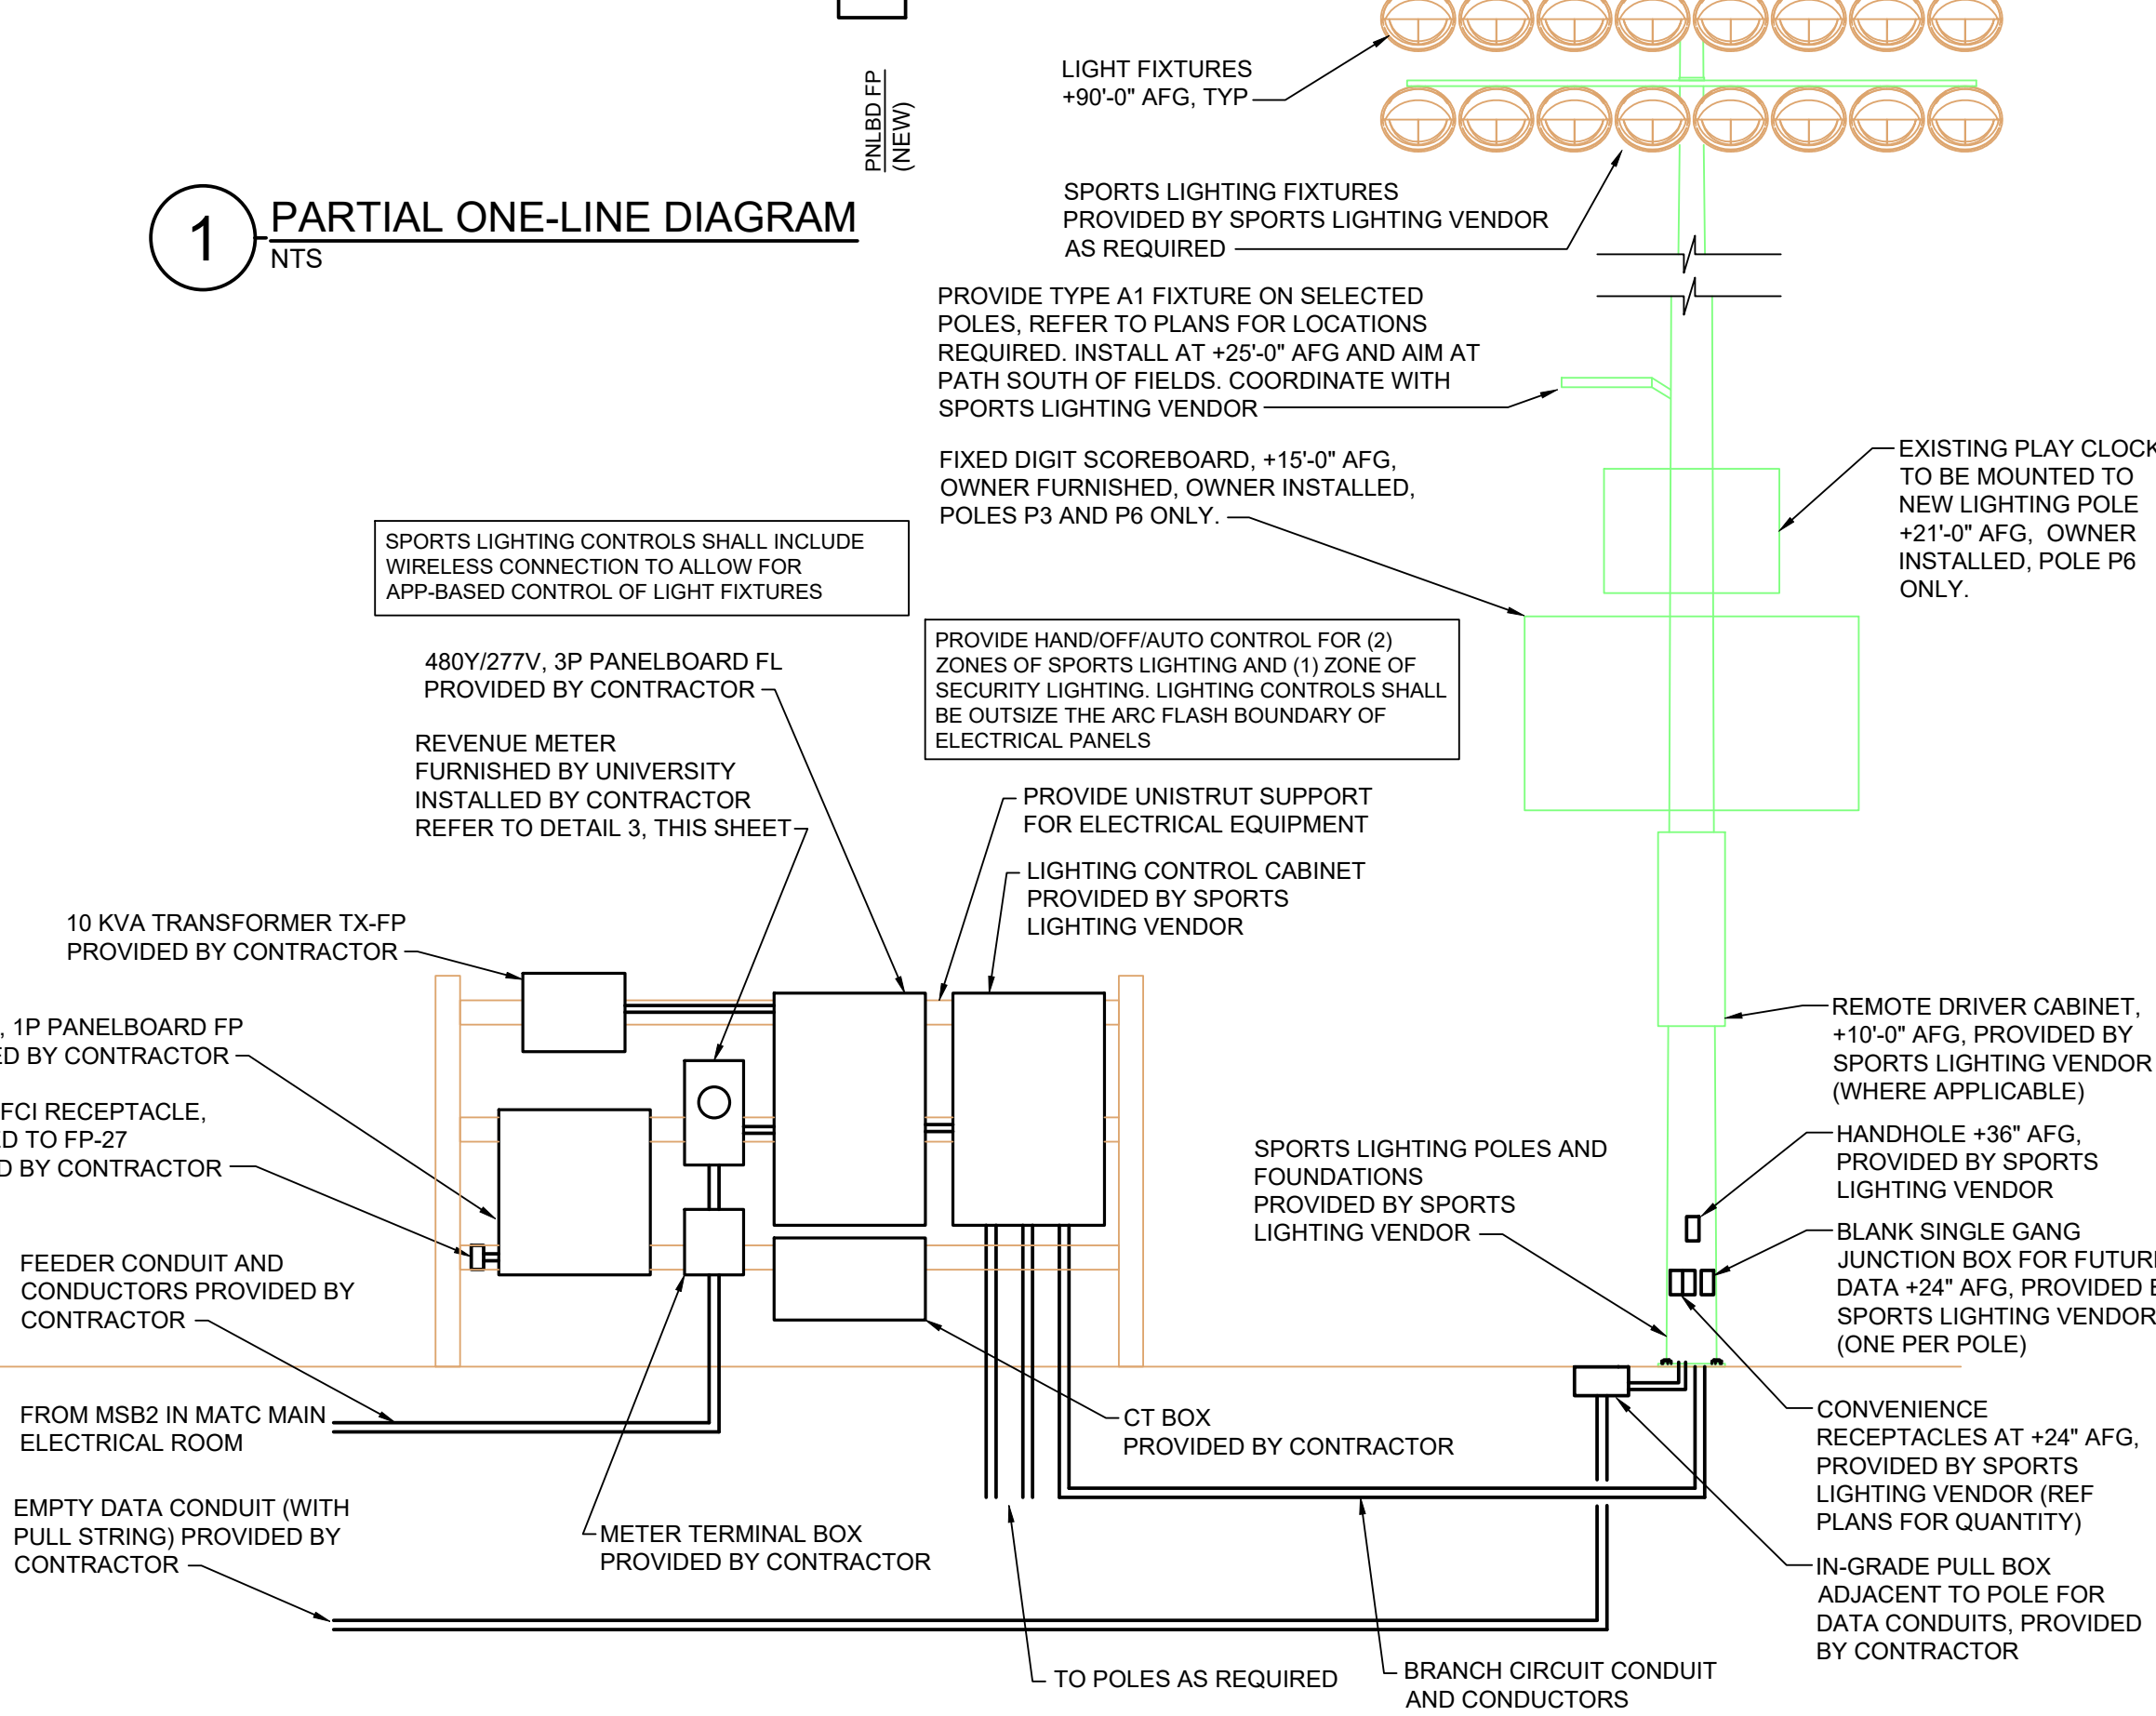 PNLBD FP
(NEW)
1
PARTIAL ONE-LINE DIAGRAM
NTS
LIGHT FIXTURES
+90'-0" AFG, TYP
SPORTS LIGHTING FIXTURES
PROVIDED BY SPORTS LIGHTING VENDOR
AS REQUIRED
PROVIDE TYPE A1 FIXTURE ON SELECTED
POLES, REFER TO PLANS FOR LOCATIONS
REQUIRED. INSTALL AT +25'-0" AFG AND AIM AT
PATH SOUTH OF FIELDS. COORDINATE WITH
SPORTS LIGHTING VENDOR
FIXED DIGIT SCOREBOARD, +15'-0" AFG,
OWNER FURNISHED, OWNER INSTALLED,
POLES P3 AND P6 ONLY.
EXISTING PLAY CLOCK
TO BE MOUNTED TO
NEW LIGHTING POLE
+21'-0" AFG, OWNER
INSTALLED, POLE P6
ONLY.
SPORTS LIGHTING CONTROLS SHALL INCLUDE
WIRELESS CONNECTION TO ALLOW FOR
APP-BASED CONTROL OF LIGHT FIXTURES
PROVIDE HAND/OFF/AUTO CONTROL FOR (2)
ZONES OF SPORTS LIGHTING AND (1) ZONE OF
SECURITY LIGHTING. LIGHTING CONTROLS SHALL
BE OUTSIZE THE ARC FLASH BOUNDARY OF
ELECTRICAL PANELS
480Y/277V, 3P PANELBOARD FL
PROVIDED BY CONTRACTOR
REVENUE METER
FURNISHED BY UNIVERSITY
INSTALLED BY CONTRACTOR
REFER TO DETAIL 3, THIS SHEET
PROVIDE UNISTRUT SUPPORT
FOR ELECTRICAL EQUIPMENT
LIGHTING CONTROL CABINET
PROVIDED BY SPORTS
LIGHTING VENDOR
10 KVA TRANSFORMER TX-FP
PROVIDED BY CONTRACTOR
, 1P PANELBOARD FP
ED BY CONTRACTOR
FCI RECEPTACLE,
ED TO FP-27
D BY CONTRACTOR
FEEDER CONDUIT AND
CONDUCTORS PROVIDED BY
CONTRACTOR
FROM MSB2 IN MATC MAIN
ELECTRICAL ROOM
EMPTY DATA CONDUIT (WITH
PULL STRING) PROVIDED BY
CONTRACTOR
METER TERMINAL BOX
PROVIDED BY CONTRACTOR
CT BOX
PROVIDED BY CONTRACTOR
TO POLES AS REQUIRED
BRANCH CIRCUIT CONDUIT
AND CONDUCTORS
SPORTS LIGHTING POLES AND
FOUNDATIONS
PROVIDED BY SPORTS
LIGHTING VENDOR
REMOTE DRIVER CABINET,
+10'-0" AFG, PROVIDED BY
SPORTS LIGHTING VENDOR
(WHERE APPLICABLE)
HANDHOLE +36" AFG,
PROVIDED BY SPORTS
LIGHTING VENDOR
BLANK SINGLE GANG
JUNCTION BOX FOR FUTURE
DATA +24" AFG, PROVIDED B
SPORTS LIGHTING VENDOR
(ONE PER POLE)
CONVENIENCE
RECEPTACLES AT +24" AFG,
PROVIDED BY SPORTS
LIGHTING VENDOR (REF
PLANS FOR QUANTITY)
IN-GRADE PULL BOX
ADJACENT TO POLE FOR
DATA CONDUITS, PROVIDED
BY CONTRACTOR